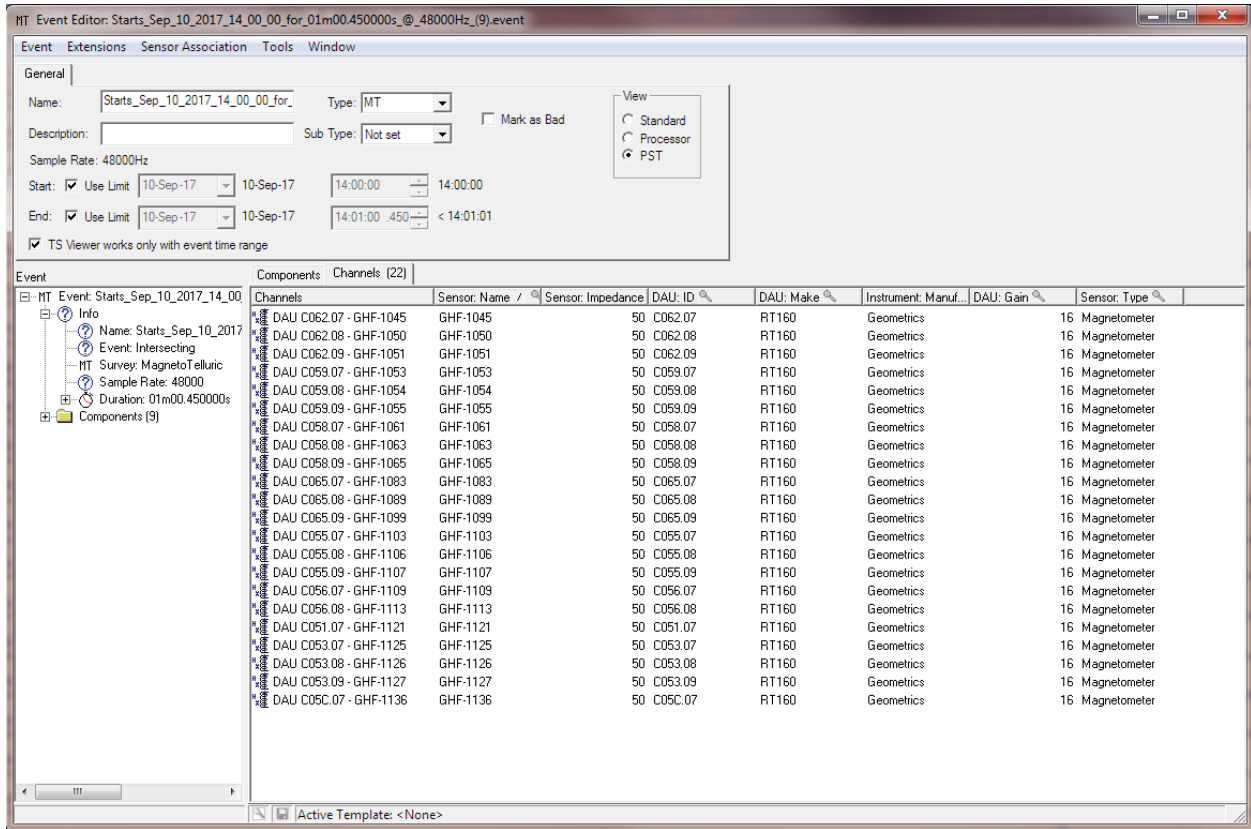 MT Event Editor: Starts_Sep_10_2017_14_00_00_for_01m00.450000s_@_48000Hz_(9).event
Event Extensions Sensor Association Tools Window
General
Name: Starts_Sep_10_2017_14_00_00_for_ Type: MT
Mark as Bad
Description: Sub Type: Not set
View
Standard
Processor
PST
Sample Rate: 48000Hz
Start: Use Limit 10-Sep-17 10-Sep-17 14:00:00 14:00:00
End: Use Limit 10-Sep-17 10-Sep-17 14:01:00 .450 < 14:01:01
TS Viewer works only with event time range
Event
MT Event: Starts_Sep_10_2017_14_00
Info
Name: Starts_Sep_10_2017
Event: Intersecting
MT Survey: MagnetoTelluric
Sample Rate: 48000
Duration: 01m00.450000s
Components (9)
Components Channels (22)
Channels Sensor: Name / Sensor: Impedance DAU: ID DAU: Make Instrument: Manuf... DAU: Gain Sensor: Type
DAU C062.07 - GHF-1045 GHF-1045 50 C062.07 RT160 Geometrics 16 Magnetometer
DAU C062.08 - GHF-1050 GHF-1050 50 C062.08 RT160 Geometrics 16 Magnetometer
DAU C062.09 - GHF-1051 GHF-1051 50 C062.09 RT160 Geometrics 16 Magnetometer
DAU C059.07 - GHF-1053 GHF-1053 50 C059.07 RT160 Geometrics 16 Magnetometer
DAU C059.08 - GHF-1054 GHF-1054 50 C059.08 RT160 Geometrics 16 Magnetometer
DAU C059.09 - GHF-1055 GHF-1055 50 C059.09 RT160 Geometrics 16 Magnetometer
DAU C058.07 - GHF-1061 GHF-1061 50 C058.07 RT160 Geometrics 16 Magnetometer
DAU C058.08 - GHF-1063 GHF-1063 50 C058.08 RT160 Geometrics 16 Magnetometer
DAU C058.09 - GHF-1065 GHF-1065 50 C058.09 RT160 Geometrics 16 Magnetometer
DAU C065.07 - GHF-1083 GHF-1083 50 C065.07 RT160 Geometrics 16 Magnetometer
DAU C065.08 - GHF-1089 GHF-1089 50 C065.08 RT160 Geometrics 16 Magnetometer
DAU C065.09 - GHF-1099 GHF-1099 50 C065.09 RT160 Geometrics 16 Magnetometer
DAU C055.07 - GHF-1103 GHF-1103 50 C055.07 RT160 Geometrics 16 Magnetometer
DAU C055.08 - GHF-1106 GHF-1106 50 C055.08 RT160 Geometrics 16 Magnetometer
DAU C055.09 - GHF-1107 GHF-1107 50 C055.09 RT160 Geometrics 16 Magnetometer
DAU C056.07 - GHF-1109 GHF-1109 50 C056.07 RT160 Geometrics 16 Magnetometer
DAU C056.08 - GHF-1113 GHF-1113 50 C056.08 RT160 Geometrics 16 Magnetometer
DAU C051.07 - GHF-1121 GHF-1121 50 C051.07 RT160 Geometrics 16 Magnetometer
DAU C053.07 - GHF-1125 GHF-1125 50 C053.07 RT160 Geometrics 16 Magnetometer
DAU C053.08 - GHF-1126 GHF-1126 50 C053.08 RT160 Geometrics 16 Magnetometer
DAU C053.09 - GHF-1127 GHF-1127 50 C053.09 RT160 Geometrics 16 Magnetometer
DAU C05C.07 - GHF-1136 GHF-1136 50 C05C.07 RT160 Geometrics 16 Magnetometer
Active Template: <None>